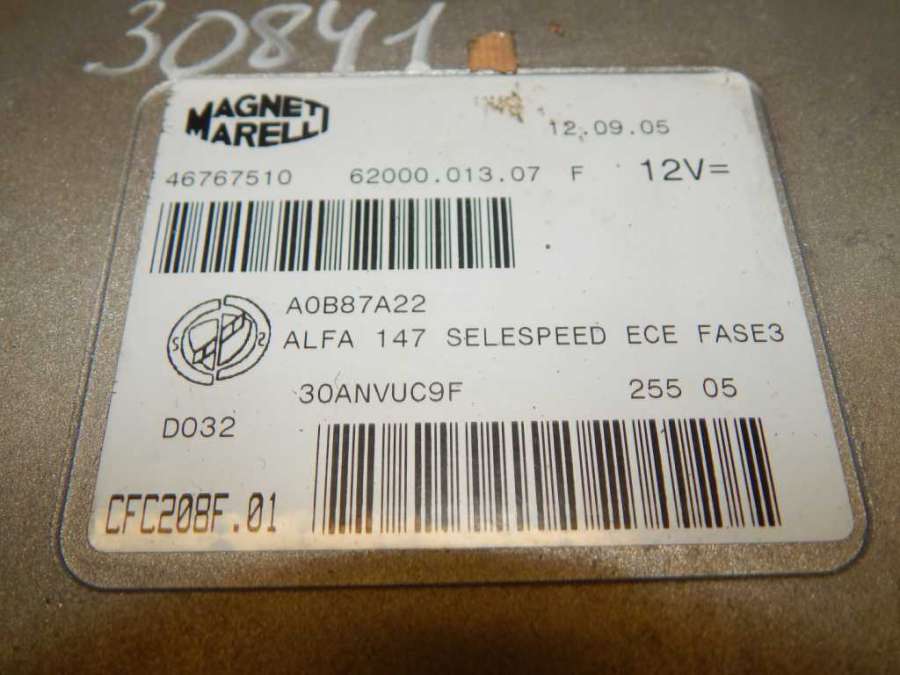 30841
MAGNETI
MARELLI
12.09.05
46767510 62000.013.07 F 12V=
A0B87A22
ALFA 147 SELESPEED ECE FASE3
30ANVUC9F 255 05
D032
CFC208F.01